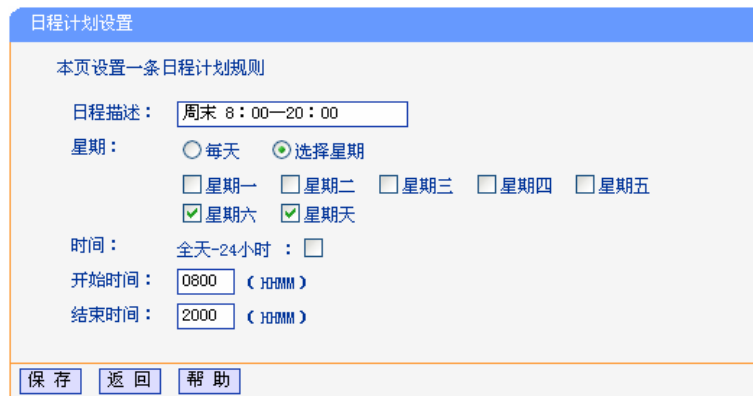 日程计划设置
本页设置一条日程计划规则
日程描述： 周末 8：00—20：00
星期： 每天 选择星期
星期一 星期二 星期三 星期四 星期五
星期六 星期天
时间： 全天-24小时 ：
开始时间： 0800 （HHMM）
结束时间： 2000 （HHMM）
保 存 返 回 帮 助